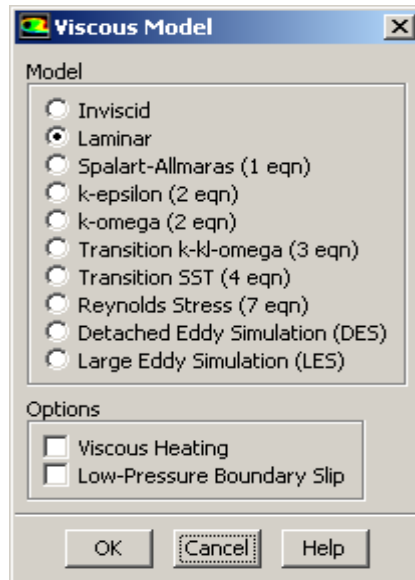 Viscous Model
Model
Inviscid
Laminar
Spalart-Allmaras (1 eqn)
k-epsilon (2 eqn)
k-omega (2 eqn)
Transition k-kl-omega (3 eqn)
Transition SST (4 eqn)
Reynolds Stress (7 eqn)
Detached Eddy Simulation (DES)
Large Eddy Simulation (LES)
Options
Viscous Heating
Low-Pressure Boundary Slip
OK Cancel Help